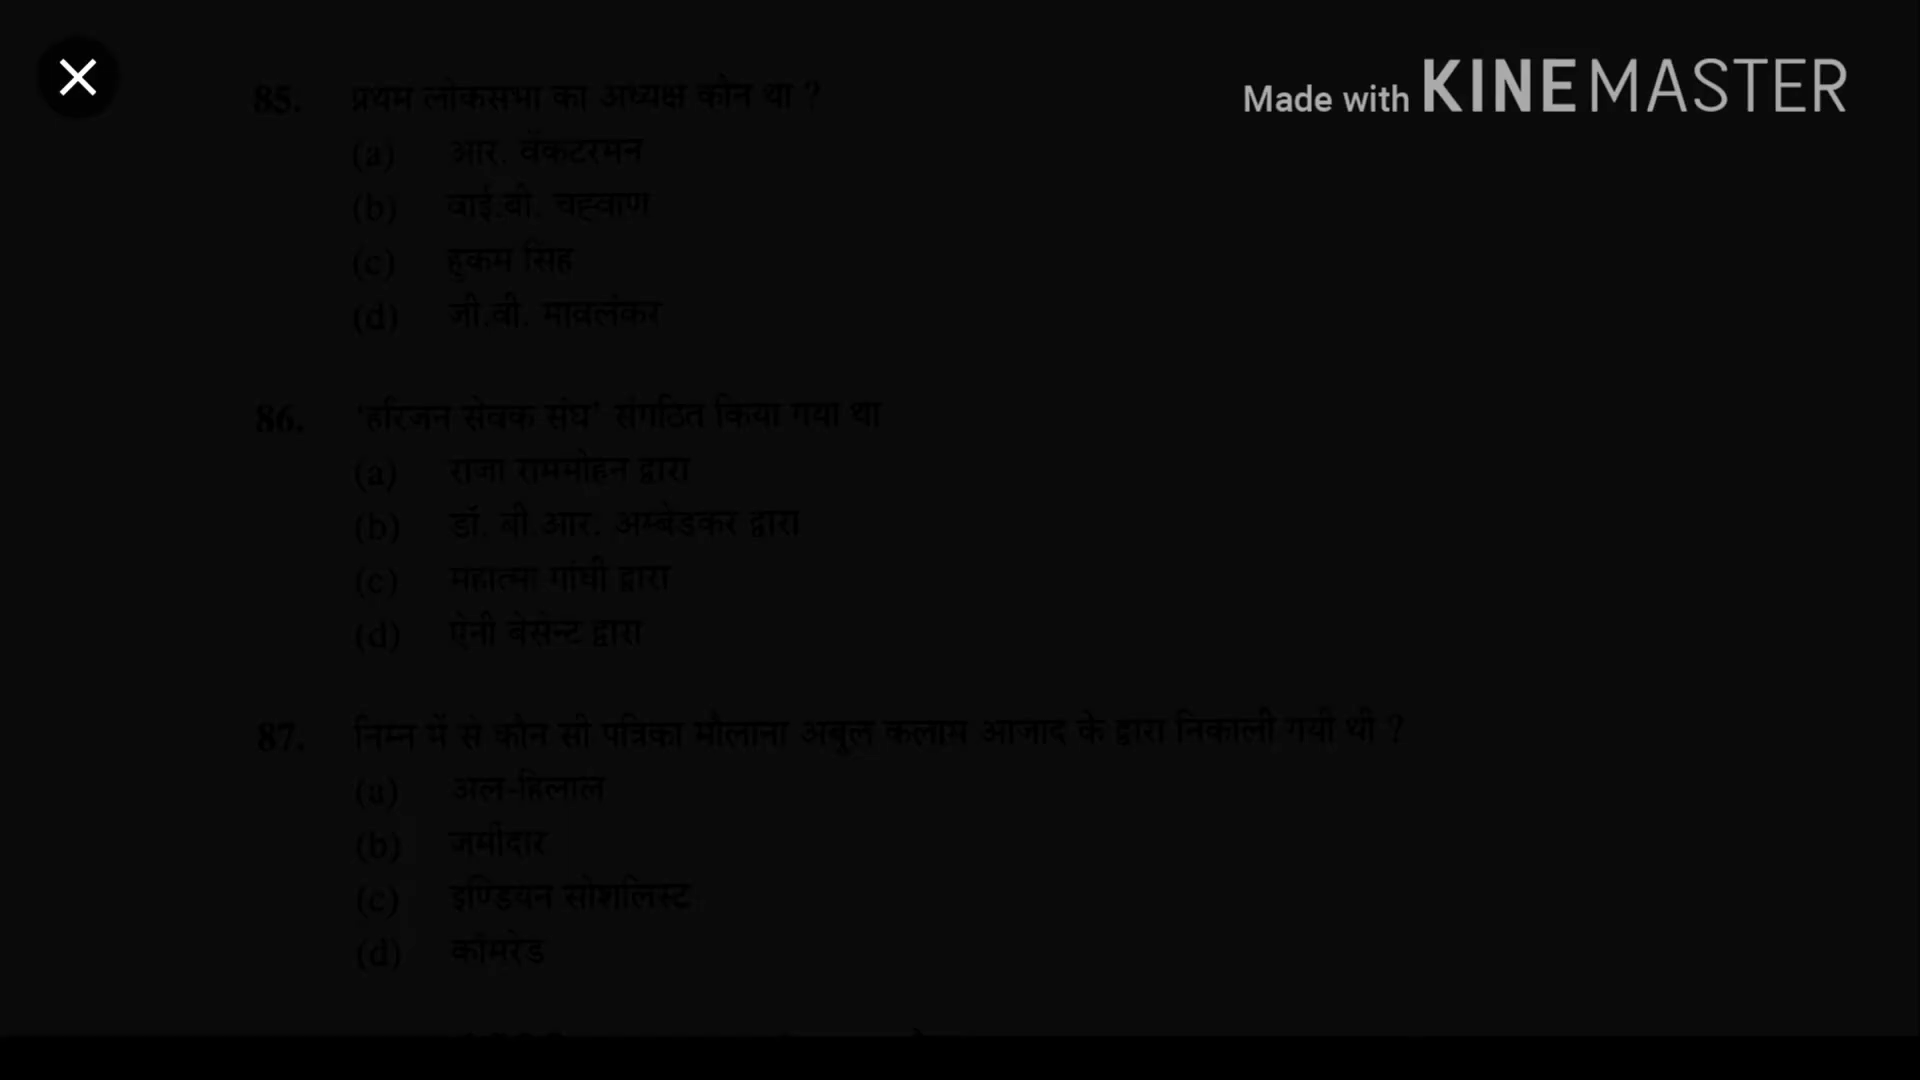 Made with KINEMASTER
85. प्रथम लोकसभा का अध्यक्ष कौन था ?
(a) आर. वेंकटरमन
(b) वाई.बी. चह्वाण
(c) हुकम सिंह
(d) जी.वी. मावलंकर
86. 'हरिजन सेवक संघ' संगठित किया गया था
(a) राजा राममोहन द्वारा
(b) डॉ. बी.आर. अम्बेडकर द्वारा
(c) महात्मा गांधी द्वारा
(d) ऐनी बेसेन्ट द्वारा
87. निम्न में से कौन सी पत्रिका मौलाना अबुल कलाम आजाद के द्वारा निकाली गयी थी ?
(a) अल-हिलाल
(b) जमींदार
(c) इण्डियन सोशलिस्ट
(d) कॉमरेड